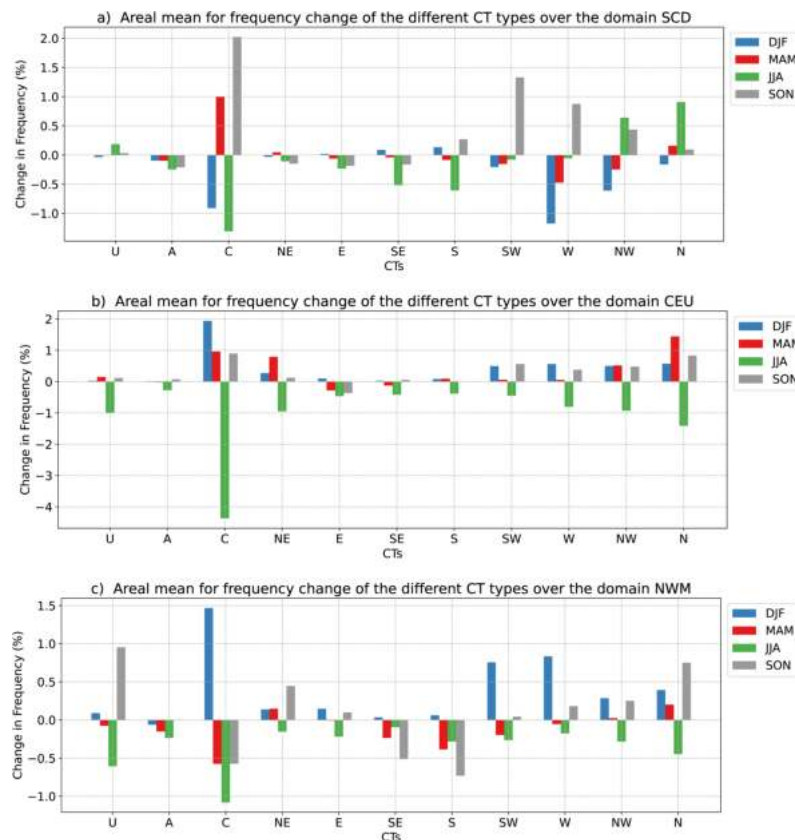 a) Areal mean for frequency change of the different CT types over the domain SCD
Change in Frequency (%)
2.0
1.5
1.0
0.5
0.0
−0.5
−1.0
U A C NE E SE S SW W NW N
CTs
DJF
MAM
JJA
SON
b) Areal mean for frequency change of the different CT types over the domain CEU
Change in Frequency (%)
2
1
0
−1
−2
−3
−4
U A C NE E SE S SW W NW N
CTs
DJF
MAM
JJA
SON
c) Areal mean for frequency change of the different CT types over the domain NWM
Change in Frequency (%)
1.5
1.0
0.5
0.0
−0.5
−1.0
U A C NE E SE S SW W NW N
CTs
DJF
MAM
JJA
SON